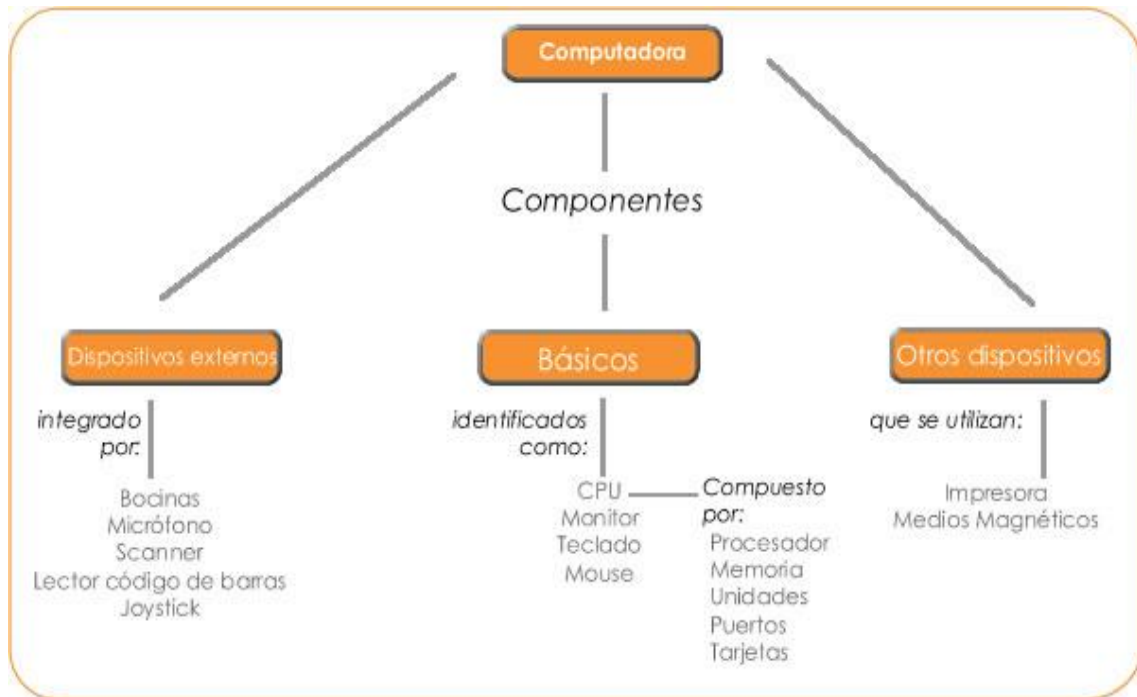 Computadora
Componentes
Dispositivos externos
integrado
por:
Bocinas
Micrófono
Scanner
Lector código de barras
Joystick
Básicos
identificados
como:
CPU
Monitor
Teclado
Mouse
Compuesto
por:
Procesador
Memoria
Unidades
Puertos
Tarjetas
Otros dispositivos
que se utilizan:
Impresora
Medios Magnéticos